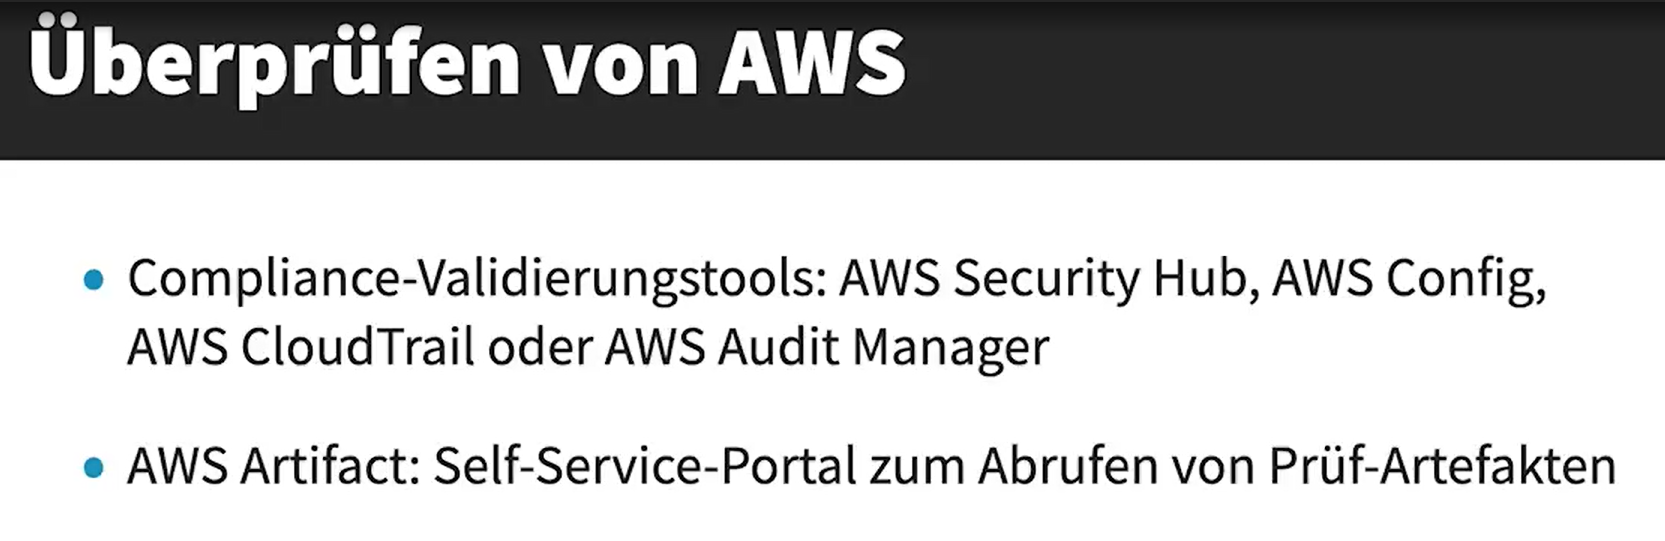 Überprüfen von AWS
• Compliance-Validierungstools: AWS Security Hub, AWS Config,
AWS CloudTrail oder AWS Audit Manager
• AWS Artifact: Self-Service-Portal zum Abrufen von Prüf-Artefakten